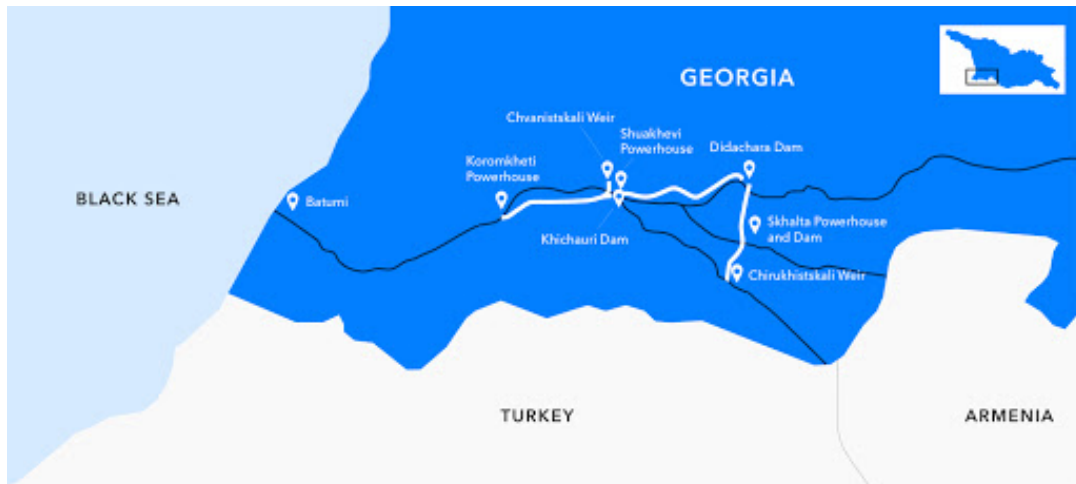 GEORGIA
Chvanistskali Weir
Shuakhevi
Powerhouse
Didachara Dam
Koromkheti
Powerhouse
BLACK SEA
Batumi
Skhalta Powerhouse
and Dam
Khichauri Dam
Chirukhistskali Weir
TURKEY
ARMENIA